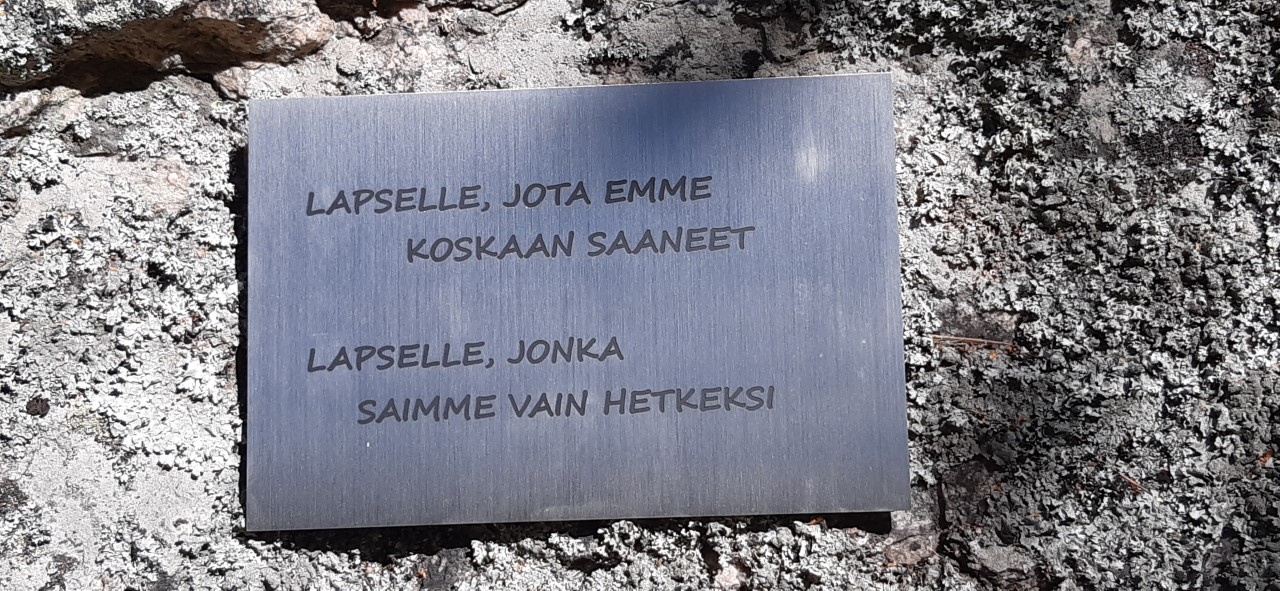 LAPSELLE, JOTA EMME
KOSKAAN SAANEET
LAPSELLE, JONKA
SAIMME VAIN HETKEKSI